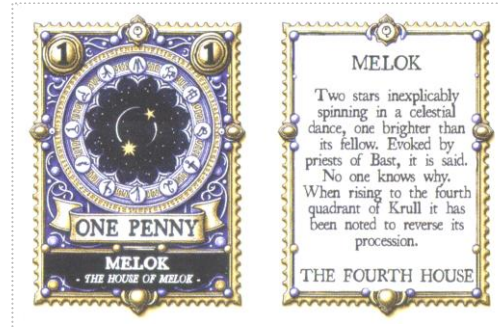 1 1
ONE PENNY
MELOK
· THE HOUSE OF MELOK ·
MELOK
Two stars inexplicably
spinning in a celestial
dance, one brighter than
its fellow. Evoked by
priests of Bast, it is said.
No one knows why.
When rising to the fourth
quadrant of Krull it has
been noted to reverse its
procession.
THE FOURTH HOUSE